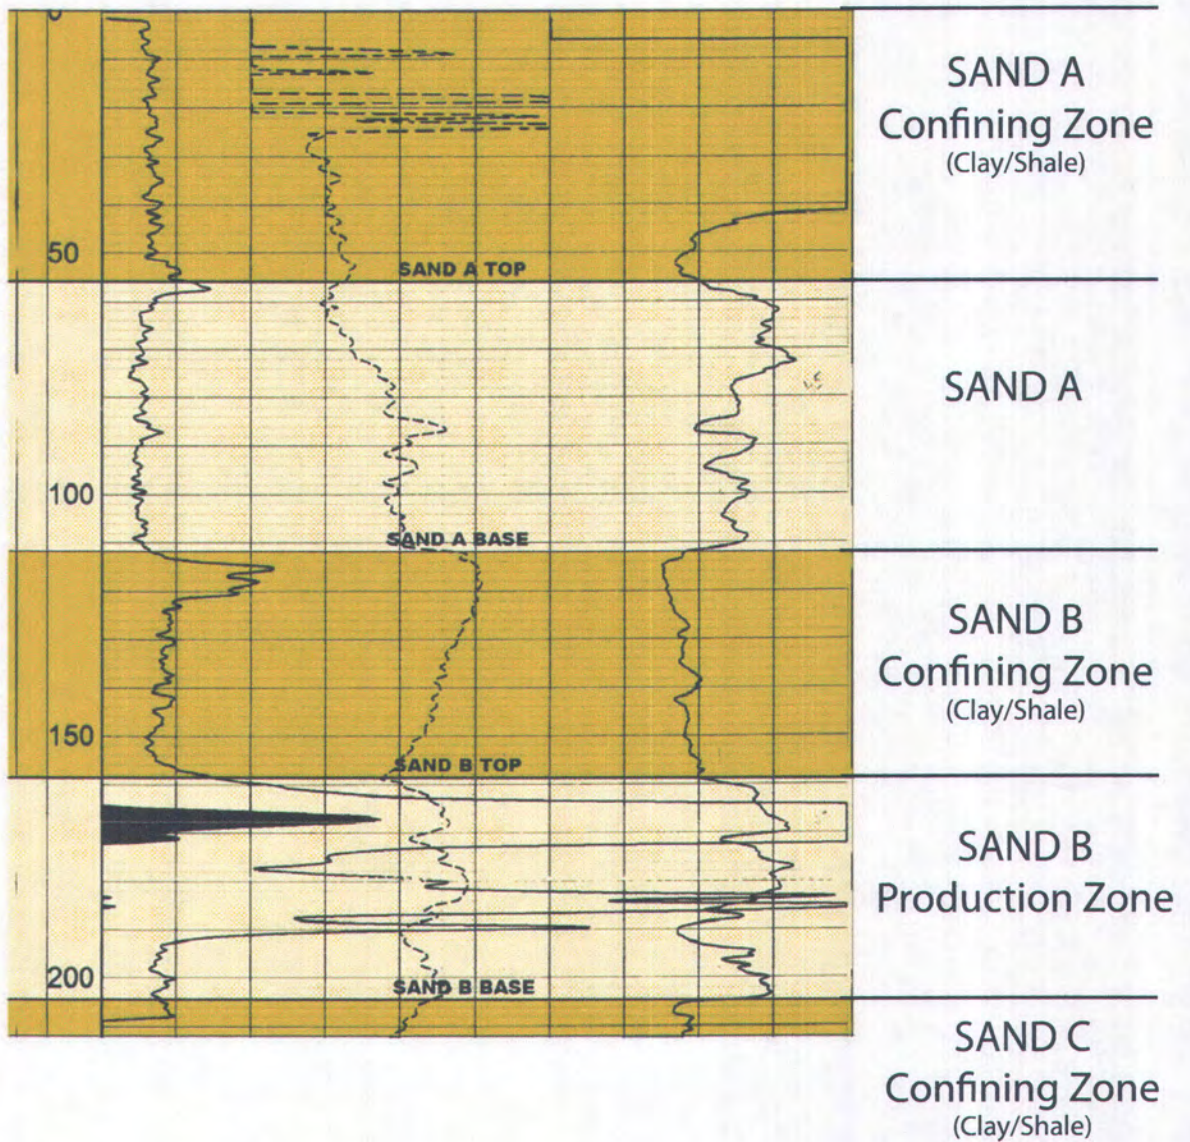 0
SAND A
Confining Zone
(Clay/Shale)
50
SAND A TOP
SAND A
100
SAND A BASE
SAND B
Confining Zone
(Clay/Shale)
150
SAND B TOP
SAND B
Production Zone
200
SAND B BASE
SAND C
Confining Zone
(Clay/Shale)